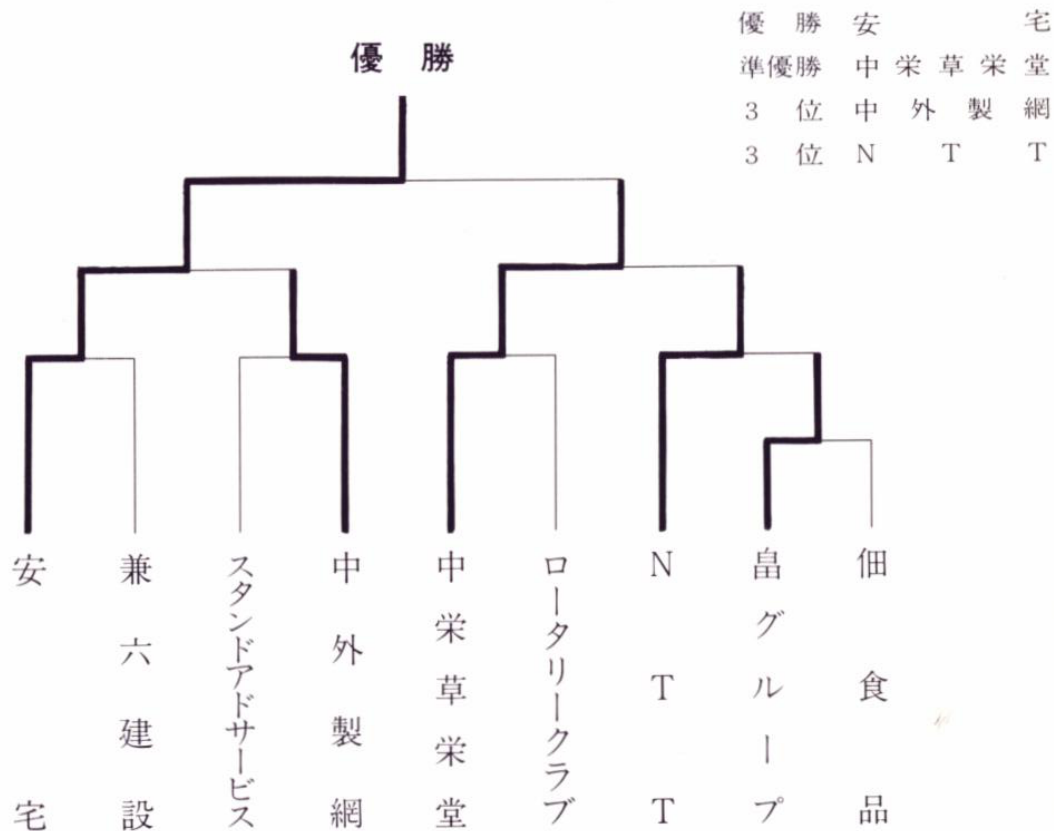 優勝 安宅
準優勝 中栄草栄堂
3位 中外製網
3位 NTT
優勝
安宅
兼六建設
スタンドアドサービス
中外製網
中栄草栄堂
ロータリークラブ
NTT
畠グループ
佃食品